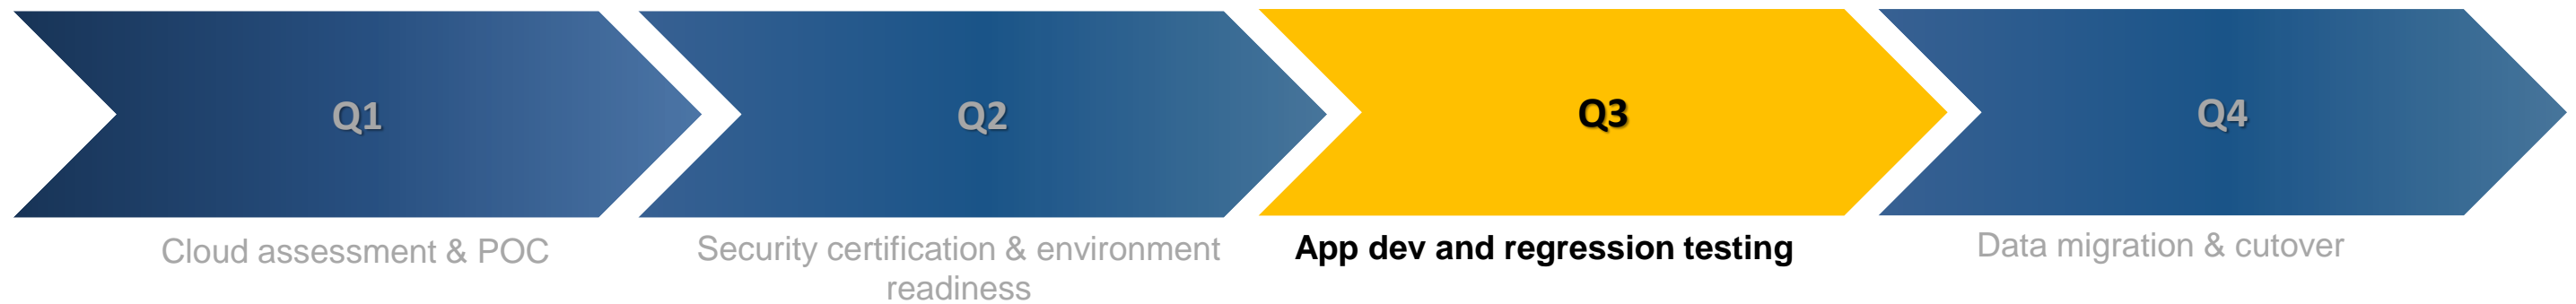 Q1
Q2
Q3
Q4
Cloud assessment & POC
Security certification & environment
readiness
App dev and regression testing
Data migration & cutover